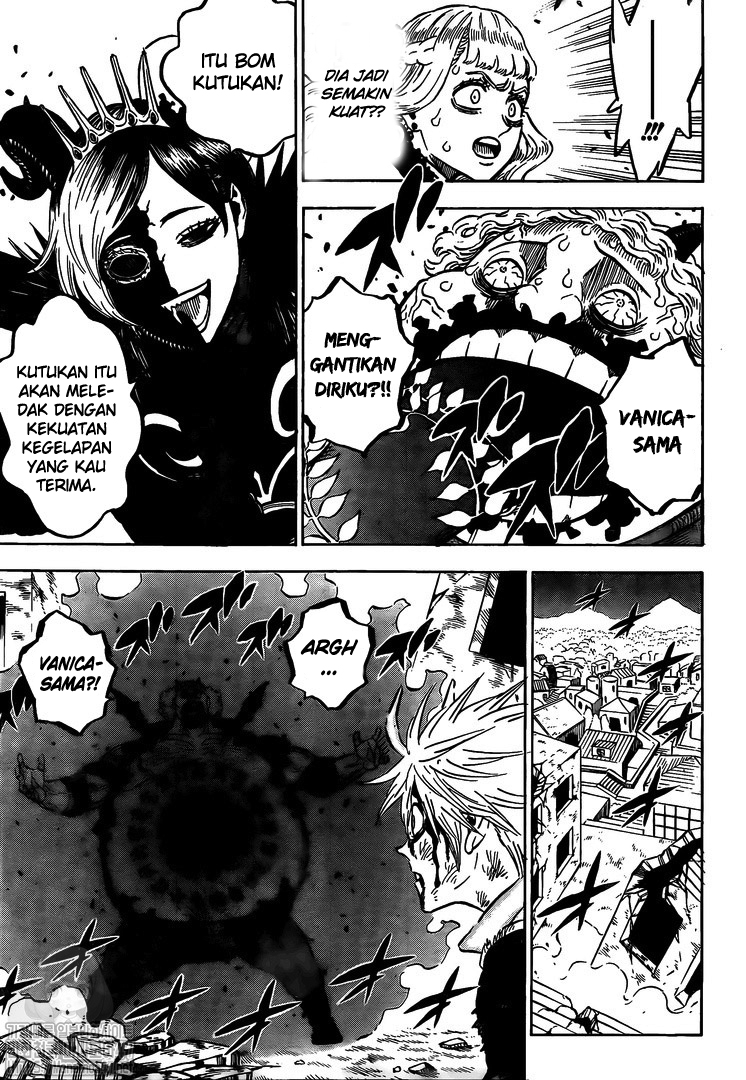 !!!
DIA JADI
SEMAKIN
KUAT??
VANICA-
SAMA
MENG-
GANTIKAN
DIRIKU?!!
ITU BOM
KUTUKAN!
KUTUKAN ITU
AKAN MELE-
DAK DENGAN
KEKUATAN
KEGELAPAN
YANG KAU
TERIMA.
ARGH
...
VANICA-
SAMA?!